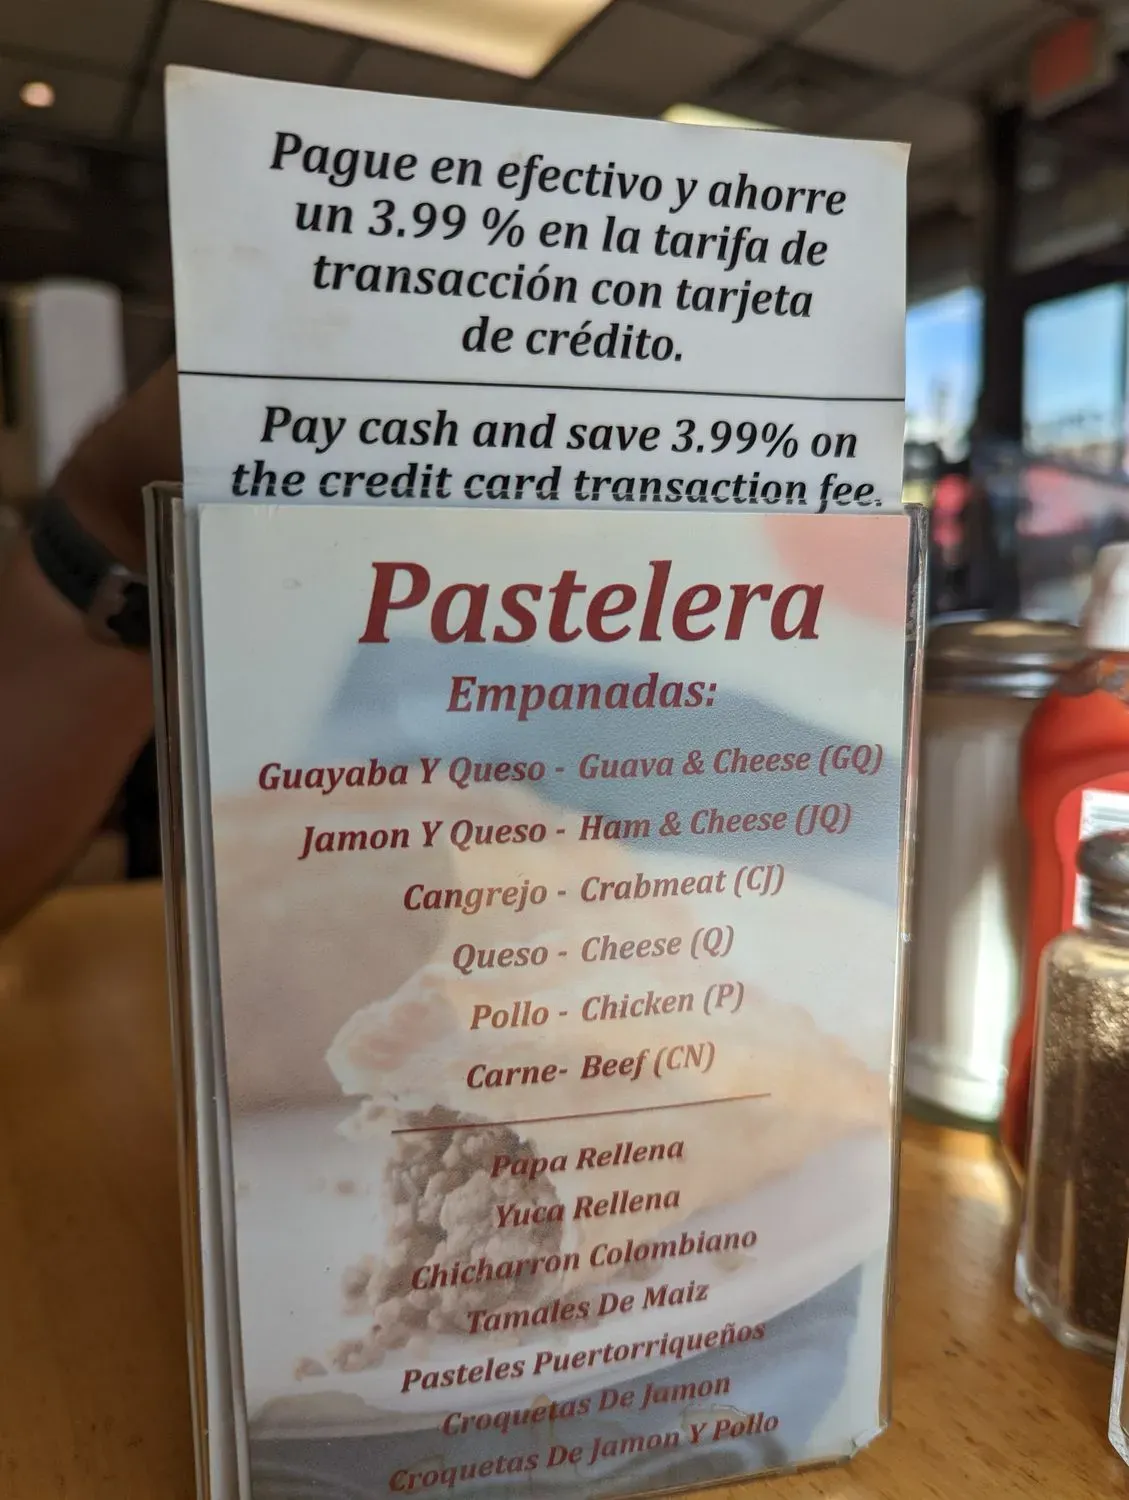 Pague en efectivo y ahorre
un 3.99 % en la tarifa de
transacción con tarjeta
de crédito.
Pay cash and save 3.99% on
the credit card transaction fee.
Pastelera
Empanadas:
Guayaba Y Queso - Guava & Cheese (GQ)
Jamon Y Queso - Ham & Cheese (JQ)
Cangrejo - Crabmeat (CJ)
Queso - Cheese (Q)
Pollo - Chicken (P)
Carne- Beef (CN)
Papa Rellena
Yuca Rellena
Chicharron Colombiano
Tamales De Maiz
Pasteles Puertorriqueños
Croquetas De Jamon
Croquetas De Jamon Y Pollo